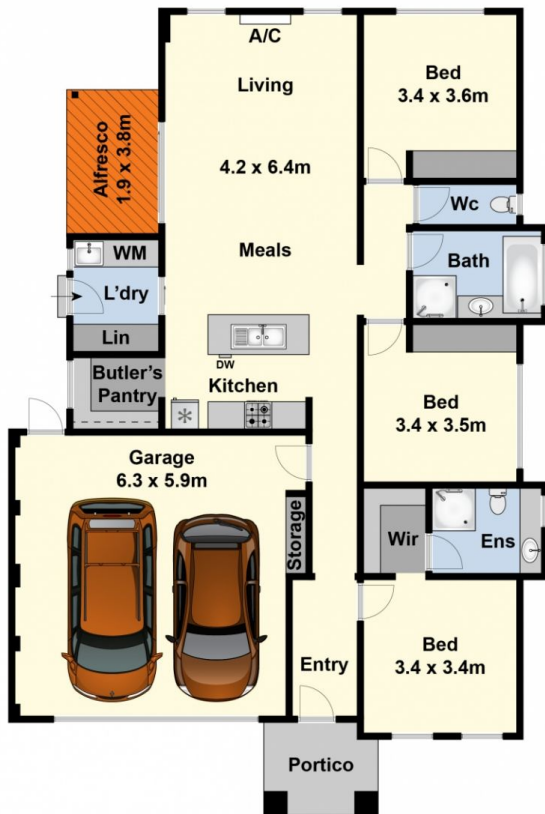 A/C
Living
4.2 x 6.4m
Meals
Bed
3.4 x 3.6m
Alfresco
1.9 x 3.8m
Wc
Bath
WM
L'dry
Lin
Butler's
Pantry
DW
Kitchen
Bed
3.4 x 3.5m
Garage
6.3 x 5.9m
Storage
Wir
Ens
Bed
3.4 x 3.4m
Entry
Portico